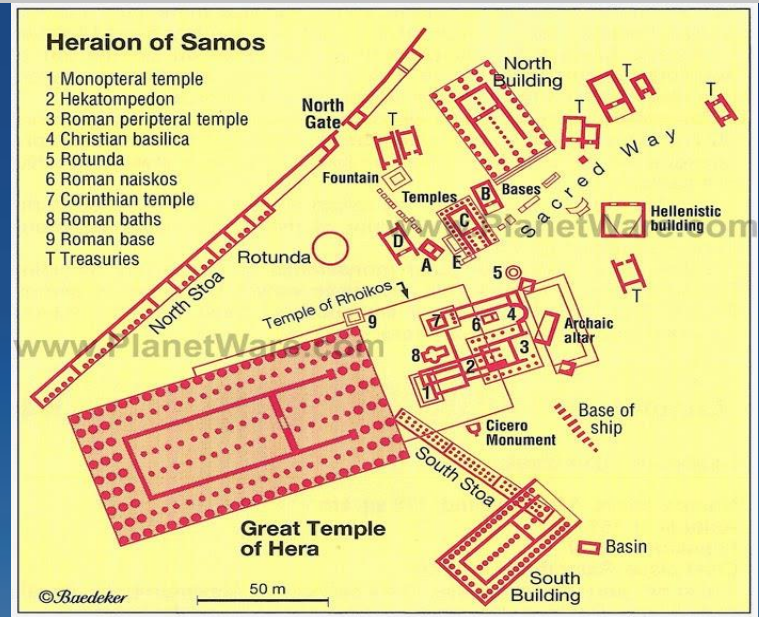 Heraion of Samos
1 Monopteral temple
2 Hekatompedon
3 Roman peripteral temple
4 Christian basilica
5 Rotunda
6 Roman naiskos
7 Corinthian temple
8 Roman baths
9 Roman base
T Treasuries
North
Gate
North
Building
T
T
T
T
Fountain
Temples
B
Bases
Sacred Way
C
D
A
E
www.PlanetWare.com
Hellenistic
building
T
Rotunda
North Stoa
5
Temple of Rhoikos
9
7
6
4
Archaic
altar
www.PlanetWare.com
8
3
2
1
Cicero
Monument
Base of
ship
South Stoa
Great Temple
of Hera
Basin
South
Building
©Baedeker
50 m